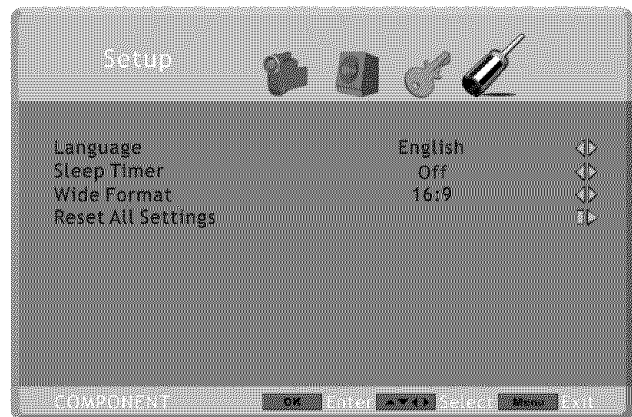 Setup
Language English
Sleep Timer Off
Wide Format 16:9
Reset All Settings
COMPONENT OK Enter Select Menu Exit